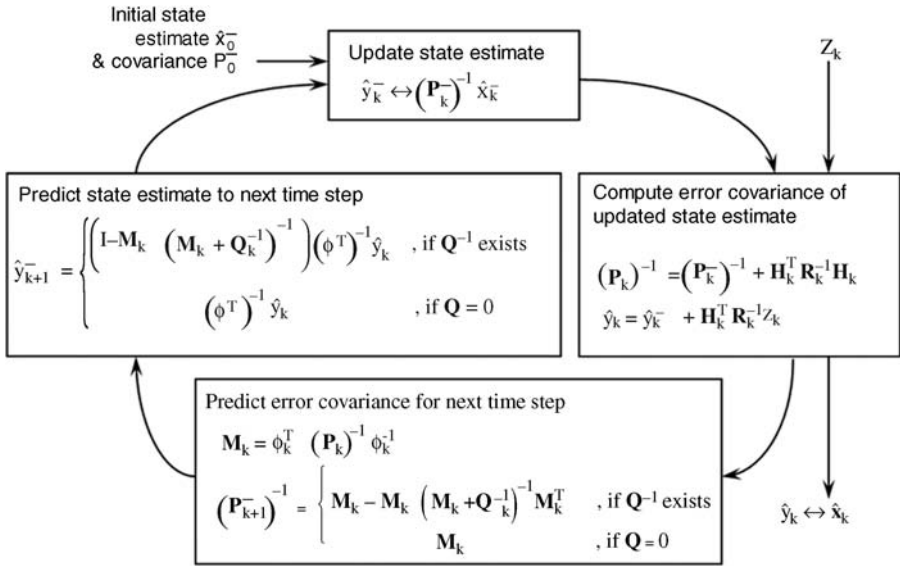 Initial state
estimate x̂₀⁻
& covariance P₀⁻
Update state estimate
ŷₖ⁻ ↔ (Pₖ⁻)⁻¹ x̂ₖ⁻
Zₖ
Compute error covariance of
updated state estimate
(Pₖ)⁻¹ = (Pₖ⁻)⁻¹ + Hₖᵀ Rₖ⁻¹ Hₖ
ŷₖ = ŷₖ⁻ + Hₖᵀ Rₖ⁻¹ Zₖ
ŷₖ ↔ x̂ₖ
Predict error covariance for next time step
Mₖ = ϕₖᵀ (Pₖ)⁻¹ ϕₖ⁻¹
(Pₖ₊₁⁻)⁻¹ = { Mₖ – Mₖ (Mₖ + Qₖ⁻¹)⁻¹ Mₖᵀ , if Q⁻¹ exists
Mₖ , if Q = 0
Predict state estimate to next time step
ŷₖ₊₁⁻ = { (I–Mₖ (Mₖ + Qₖ⁻¹)⁻¹)(ϕᵀ)⁻¹ ŷₖ , if Q⁻¹ exists
(ϕᵀ)⁻¹ ŷₖ , if Q = 0